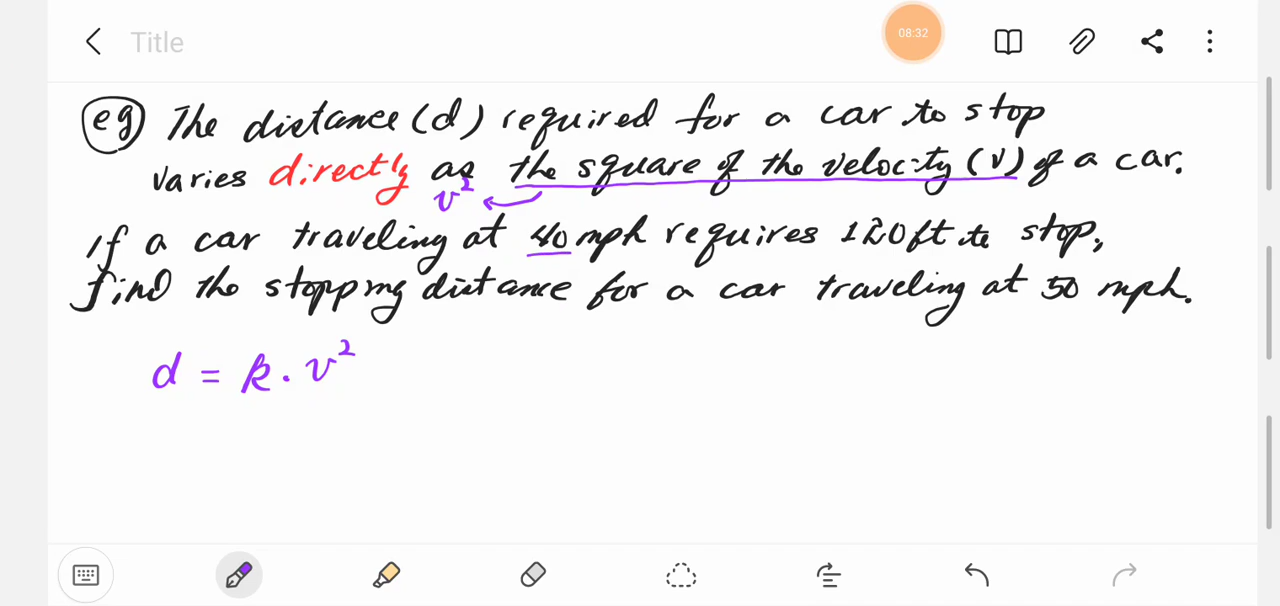 Title
08:32
eg) The distance (d) required for a car to stop
varies directly as the square of the velocity (v) of a car.
v²
If a car traveling at 40 mph requires 120ft to stop,
find the stopping distance for a car traveling at 50 mph.
d = k · v²